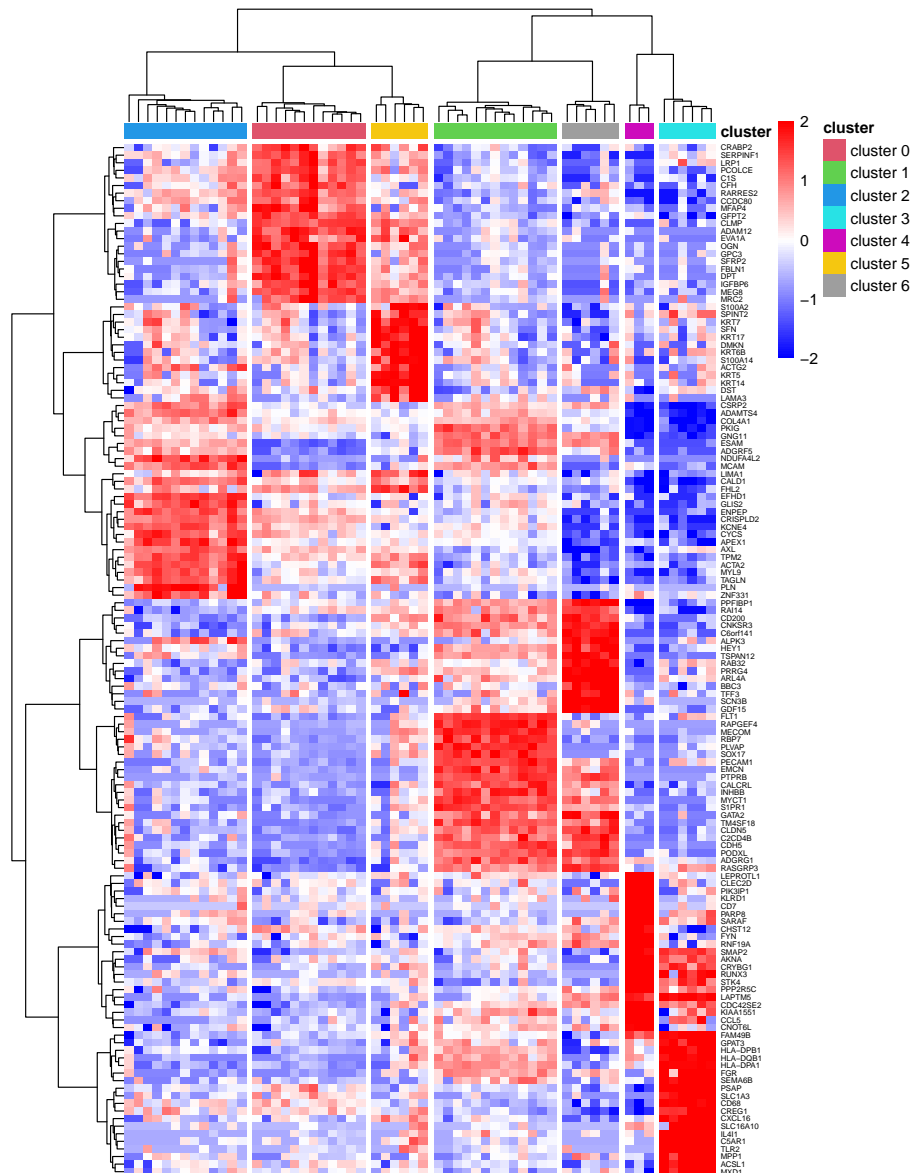 cluster
CRABP2
SERPINF1
LRP1
PCOLCE
C1S
CFH
RARRES2
CCDC80
MFAP4
GFPT2
CLMP
ADAM12
EVA1A
OGN
GPC3
SFRP2
FBLN1
DPT
IGFBP6
MEG8
MRC2
S100A2
SPINT2
KRT7
SFN
KRT17
DMKN
KRT6B
S100A14
ACTG2
KRT5
KRT14
DST
LAMA3
CSRP2
ADAMTS4
COL4A1
PKIG
GNG11
ESAM
ADGRF5
NDUFA4L2
MCAM
LIMA1
CALD1
FHL2
EFHD1
GLIS2
ENPEP
CRISPLD2
KCNE4
CYCS
APEX1
AXL
TPM2
ACTA2
MYL9
TAGLN
PLN
ZNF331
PPFIBP1
RAI14
CD200
CNKSR3
C6orf141
ALPK3
HEY1
TSPAN12
RAB32
PRRG4
ARL4A
BBC3
TFF3
SCN3B
GDF15
FLT1
RAPGEF4
MECOM
RBP7
PLVAP
SOX17
PECAM1
EMCN
PTPRB
CALCRL
INHBB
MYCT1
S1PR1
GATA2
TM4SF18
CLDN5
C2CD4B
CDH5
PODXL
ADGRG1
RASGRP3
LEPROTL1
CLEC2D
PIK3IP1
KLRD1
CD7
PARP8
SARAF
CHST12
FYN
RNF19A
SMAP2
AKNA
CRYBG1
RUNX3
STK4
PPP2R5C
LAPTM5
CDC42SE2
KIAA1551
CCL5
CNOT6L
FAM49B
GPAT3
HLA−DPB1
HLA−DQB1
HLA−DPA1
FGR
SEMA6B
PSAP
SLC1A3
CD68
CREG1
CXCL16
SLC16A10
IL4I1
C5AR1
TLR2
MPP1
ACSL1
MXD1
2
1
0
−1
−2
cluster
cluster 0
cluster 1
cluster 2
cluster 3
cluster 4
cluster 5
cluster 6